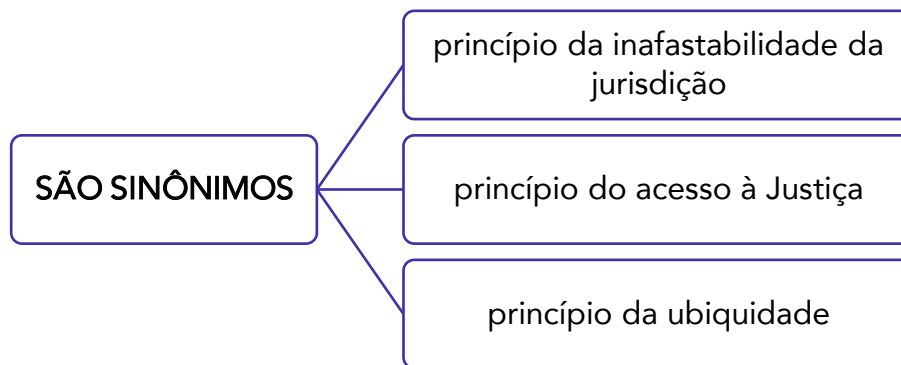 princípio da inafastabilidade da
jurisdição
SÃO SINÔNIMOS
princípio do acesso à Justiça
princípio da ubiquidade